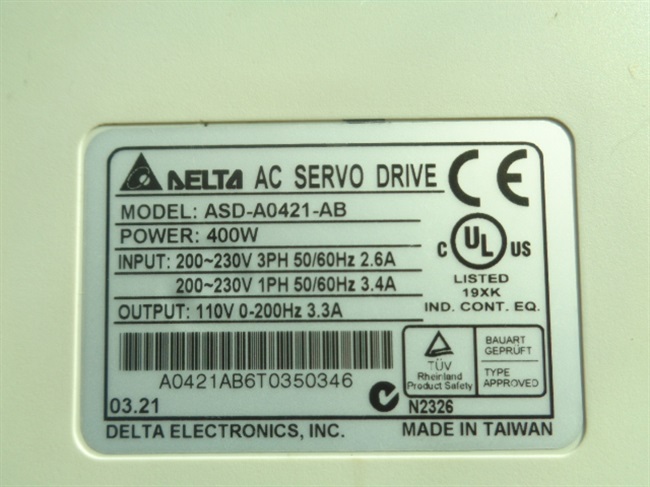 DELTA AC SERVO DRIVE
MODEL: ASD-A0421-AB
POWER: 400W
INPUT: 200~230V 3PH 50/60Hz 2.6A
200~230V 1PH 50/60Hz 3.4A
OUTPUT: 110V 0-200Hz 3.3A
CE
C UL US
LISTED
19XK
IND. CONT. EQ.
A0421AB6T0350346
03.21
TÜV
Rheinland
Product Safety
BAUART
GEPRÜFT
TYPE
APPROVED
N2326
DELTA ELECTRONICS, INC.
MADE IN TAIWAN